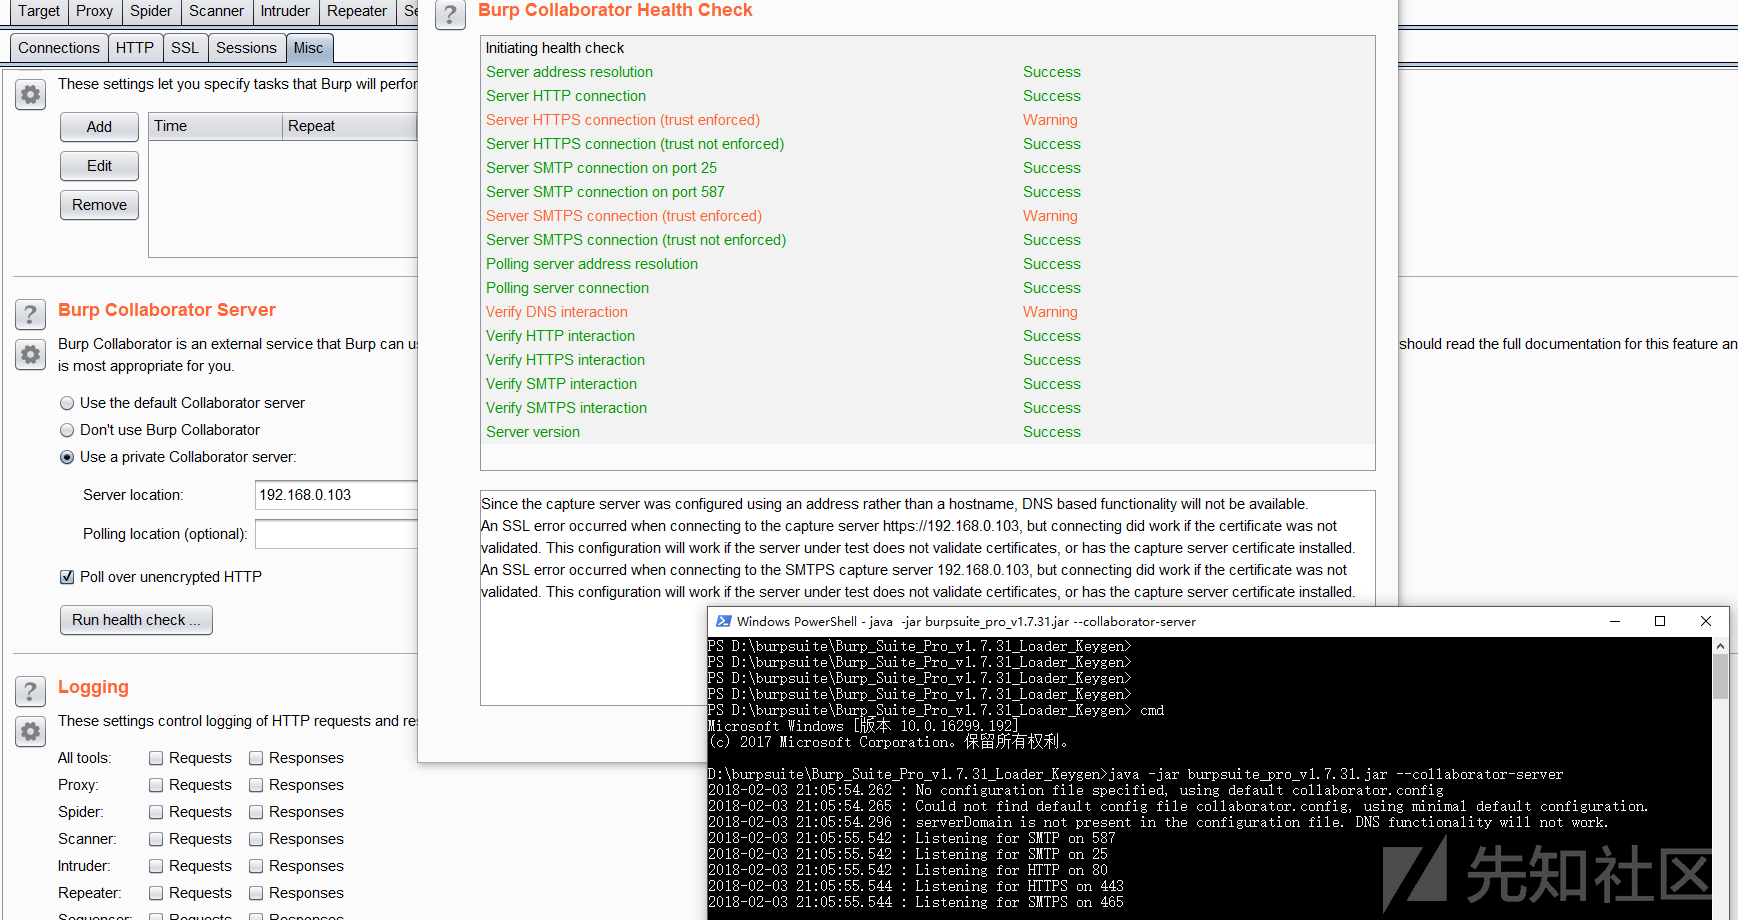 Target Proxy Spider Scanner Intruder Repeater
Connections HTTP SSL Sessions Misc
These settings let you specify tasks that Burp will perfor
Add
Time Repeat
Edit
Remove
Burp Collaborator Server
Burp Collaborator is an external service that Burp can
should read the full documentation for this feature an
is most appropriate for you.
Use the default Collaborator server
Don't use Burp Collaborator
Use a private Collaborator server:
Server location: 192.168.0.103
Polling location (optional):
Poll over unencrypted HTTP
Run health check ...
Logging
These settings control logging of HTTP requests and
All tools: Requests Responses
Proxy: Requests Responses
Spider: Requests Responses
Scanner: Requests Responses
Intruder: Requests Responses
Repeater: Requests Responses
Sequencer: Requests Responses
Burp Collaborator Health Check
Initiating health check
Server address resolution Success
Server HTTP connection Success
Server HTTPS connection (trust enforced) Warning
Server HTTPS connection (trust not enforced) Success
Server SMTP connection on port 25 Success
Server SMTP connection on port 587 Success
Server SMTPS connection (trust enforced) Warning
Server SMTPS connection (trust not enforced) Success
Polling server address resolution Success
Polling server connection Success
Verify DNS interaction Warning
Verify HTTP interaction Success
Verify HTTPS interaction Success
Verify SMTP interaction Success
Verify SMTPS interaction Success
Server version Success
Since the capture server was configured using an address rather than a hostname, DNS based functionality will not be available.
An SSL error occurred when connecting to the capture server https://192.168.0.103, but connecting did work if the certificate was not
validated. This configuration will work if the server under test does not validate certificates, or has the capture server certificate installed.
An SSL error occurred when connecting to the SMTPS capture server 192.168.0.103, but connecting did work if the certificate was not
validated. This configuration will work if the server under test does not validate certificates, or has the capture server certificate installed.
Windows PowerShell - java -jar burpsuite_pro_v1.7.31.jar --collaborator-server
PS D:\burpsuite\Burp_Suite_Pro_v1.7.31_Loader_Keygen>
PS D:\burpsuite\Burp_Suite_Pro_v1.7.31_Loader_Keygen>
PS D:\burpsuite\Burp_Suite_Pro_v1.7.31_Loader_Keygen>
PS D:\burpsuite\Burp_Suite_Pro_v1.7.31_Loader_Keygen>
PS D:\burpsuite\Burp_Suite_Pro_v1.7.31_Loader_Keygen> cmd
Microsoft Windows [版本 10.0.16299.192]
(c) 2017 Microsoft Corporation。保留所有权利。
D:\burpsuite\Burp_Suite_Pro_v1.7.31_Loader_Keygen>java -jar burpsuite_pro_v1.7.31.jar --collaborator-server
2018-02-03 21:05:54.262 : No configuration file specified, using default collaborator.config
2018-02-03 21:05:54.265 : Could not find default config file collaborator.config, using minimal default configuration.
2018-02-03 21:05:54.296 : serverDomain is not present in the configuration file. DNS functionality will not work.
2018-02-03 21:05:55.542 : Listening for SMTP on 587
2018-02-03 21:05:55.542 : Listening for SMTP on 25
2018-02-03 21:05:55.542 : Listening for HTTP on 80
2018-02-03 21:05:55.544 : Listening for HTTPS on 443
2018-02-03 21:05:55.544 : Listening for SMTPS on 465
先知社区